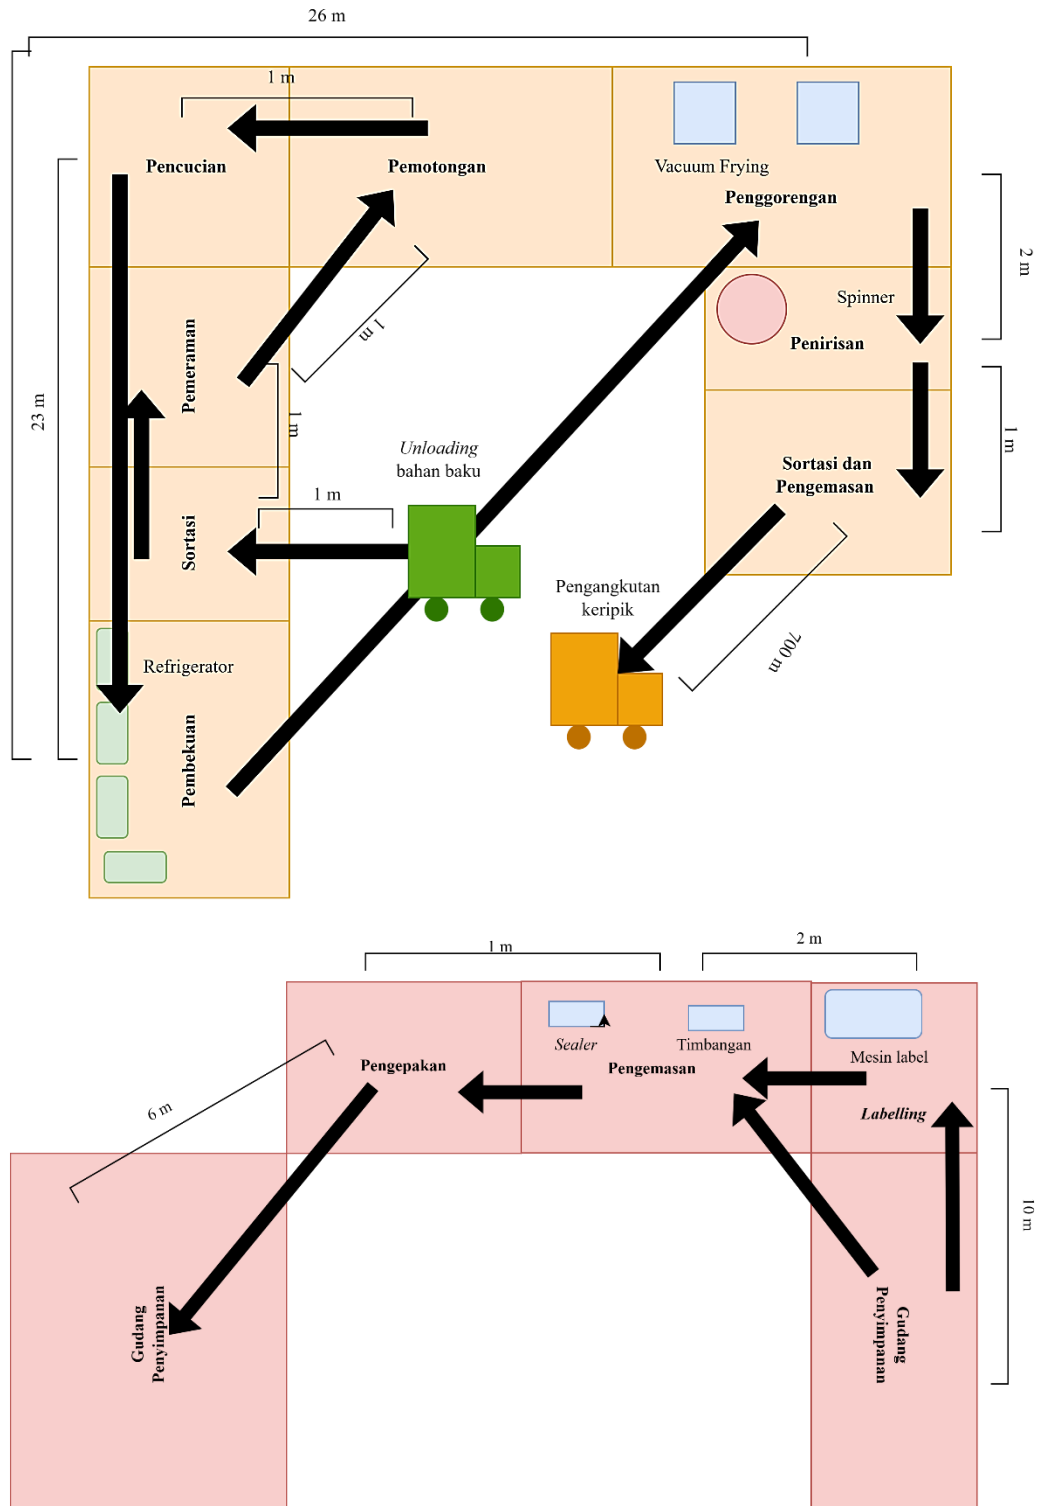 26 m
1 m
Pencucian
Pemotongan
Vacuum Frying
Penggorengan
2 m
1 m
Spinner
Penirisan
Pemeraman
23 m
1 m
1 m
Unloading
bahan baku
Sortasi dan
Pengemasan
1 m
Sortasi
Pengangkutan
keripik
700 m
Refrigerator
Pembekuan
1 m
2 m
Sealer
Timbangan
Mesin label
Pengepakan
Pengemasan
Labelling
6 m
10 m
Gudang
Penyimpanan
Gudang
Penyimpanan